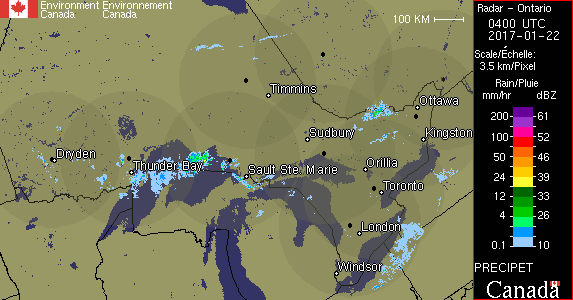 Environment Environnement
Canada Canada
100 KM
Timmins
Ottawa
Sudbury
Kingston
Dryden
Thunder Bay
Sault Ste. Marie
Orillia
Toronto
London
Windsor
Radar - Ontario
0400 UTC
2017-01-22
Scale/Échelle:
3.5 km/Pixel
Rain/Pluie
mm/hr dBZ
200 61
100 52
50 46
24 39
12 33
4 26
0.1 10
PRECIPET
Canada